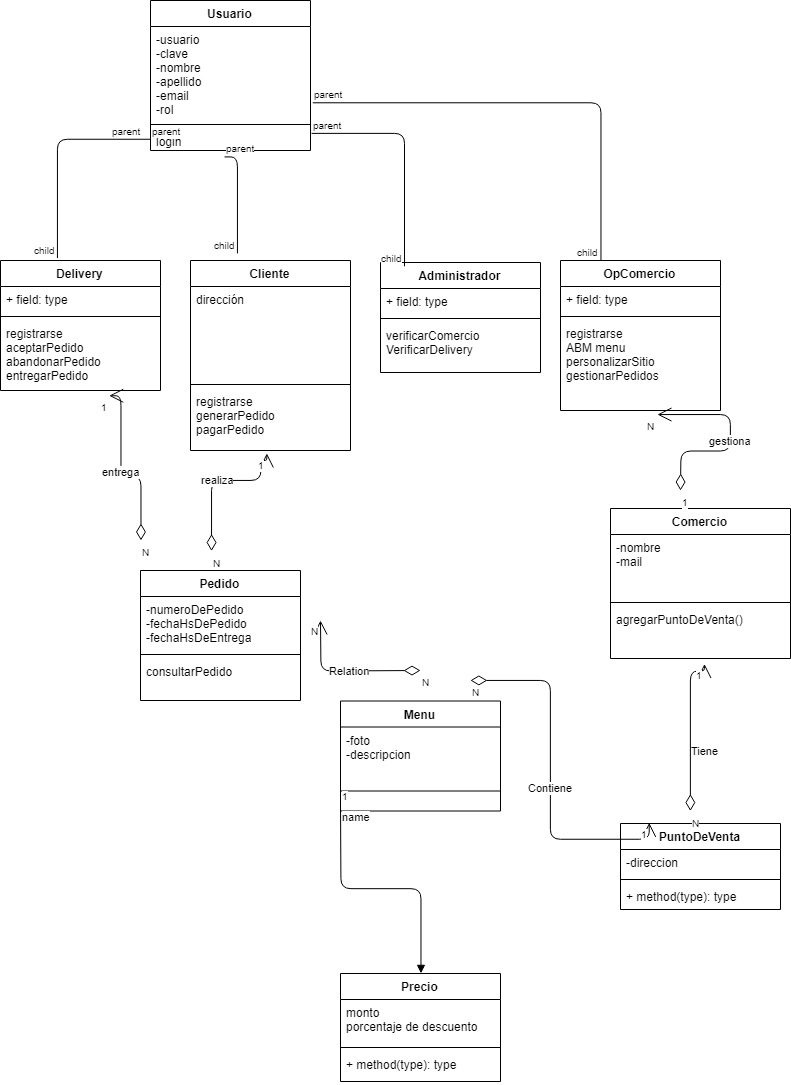 Usuario
-usuario
-clave
-nombre
-apellido
-email
-rol
login
parent
parent
parent
parent
parent
child
child
child
child
Delivery
+ field: type
registrarse
aceptarPedido
abandonarPedido
entregarPedido
Cliente
dirección
registrarse
generarPedido
pagarPedido
Administrador
+ field: type
verificarComercio
VerificarDelivery
OpComercio
+ field: type
registrarse
ABM menu
personalizarSitio
gestionarPedidos
1
entrega
N
1
realiza
N
N
gestiona
1
Comercio
-nombre
-mail
agregarPuntoDeVenta()
Pedido
-numeroDePedido
-fechaHsDePedido
-fechaHsDeEntrega
consultarPedido
N
Relation
N
N
Contiene
1
1
Tiene
N
Menu
-foto
-descripcion
1
name
PuntoDeVenta
-direccion
+ method(type): type
Precio
monto
porcentaje de descuento
+ method(type): type